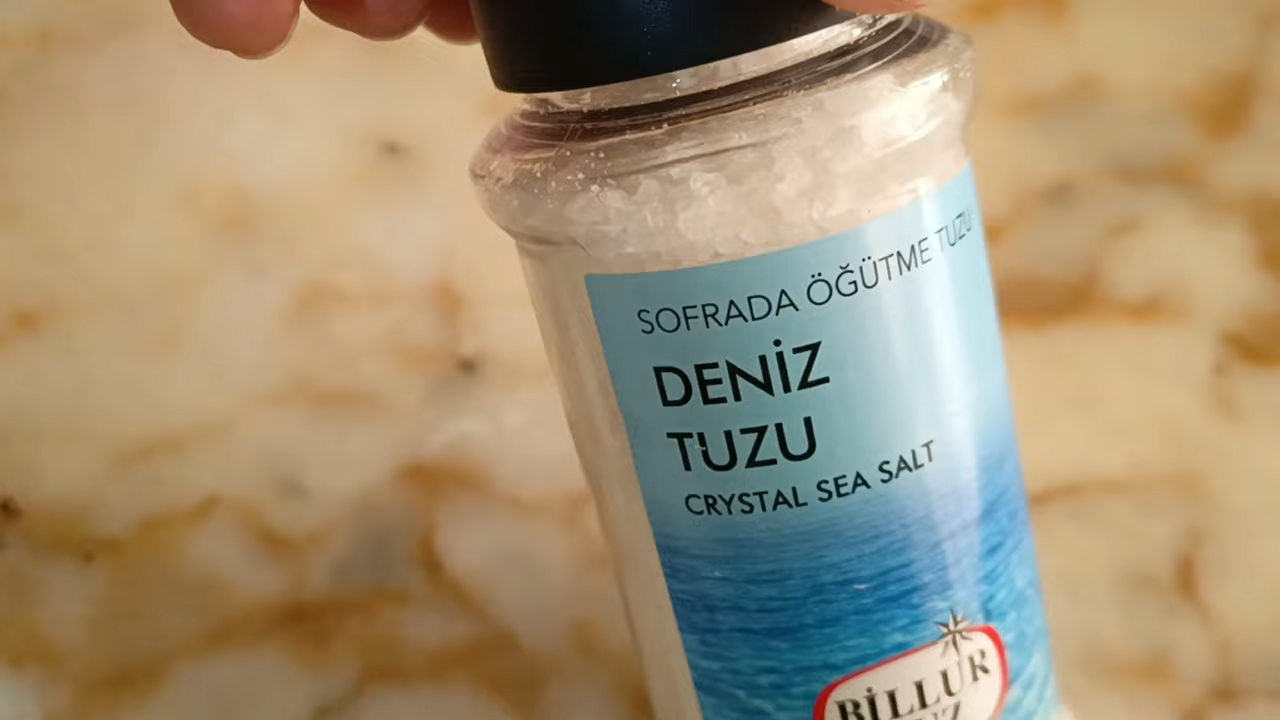 SOFRADA ÖĞÜTME TUZU
DENİZ
TUZU
CRYSTAL SEA SALT
BİLLUR